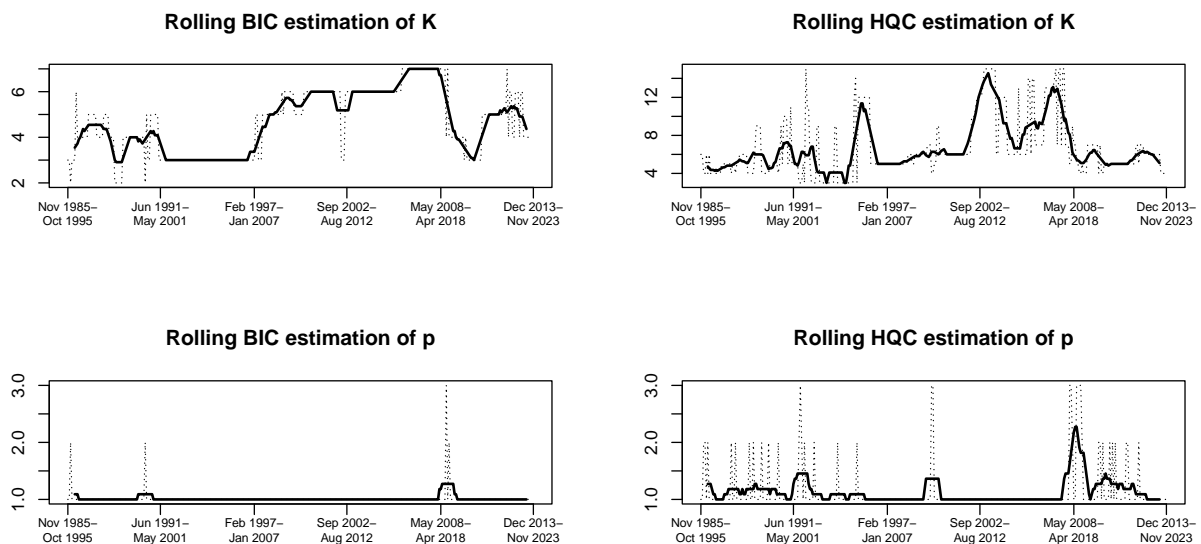 Rolling BIC estimation of K
6
4
2
Nov 1985– Jun 1991– Feb 1997– Sep 2002– May 2008– Dec 2013–
Oct 1995 May 2001 Jan 2007 Aug 2012 Apr 2018 Nov 2023
Rolling HQC estimation of K
12
8
4
Nov 1985– Jun 1991– Feb 1997– Sep 2002– May 2008– Dec 2013–
Oct 1995 May 2001 Jan 2007 Aug 2012 Apr 2018 Nov 2023
Rolling BIC estimation of p
3.0
2.0
1.0
Nov 1985– Jun 1991– Feb 1997– Sep 2002– May 2008– Dec 2013–
Oct 1995 May 2001 Jan 2007 Aug 2012 Apr 2018 Nov 2023
Rolling HQC estimation of p
3.0
2.0
1.0
Nov 1985– Jun 1991– Feb 1997– Sep 2002– May 2008– Dec 2013–
Oct 1995 May 2001 Jan 2007 Aug 2012 Apr 2018 Nov 2023